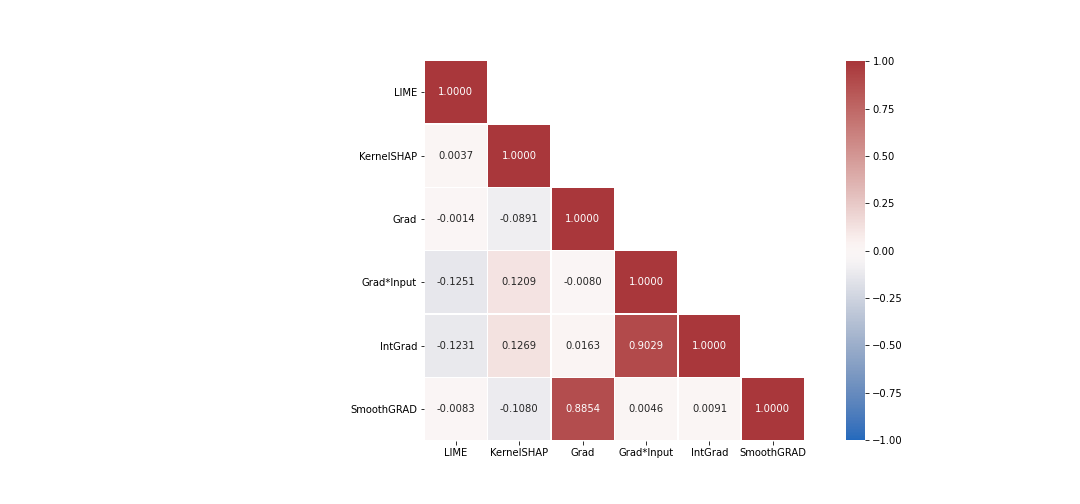 LIME 1.0000
KernelSHAP 0.0037 1.0000
Grad -0.0014 -0.0891 1.0000
Grad*Input -0.1251 0.1209 -0.0080 1.0000
IntGrad -0.1231 0.1269 0.0163 0.9029 1.0000
SmoothGRAD -0.0083 -0.1080 0.8854 0.0046 0.0091 1.0000
LIME KernelSHAP Grad Grad*Input IntGrad SmoothGRAD
1.00
0.75
0.50
0.25
0.00
−0.25
−0.50
−0.75
−1.00